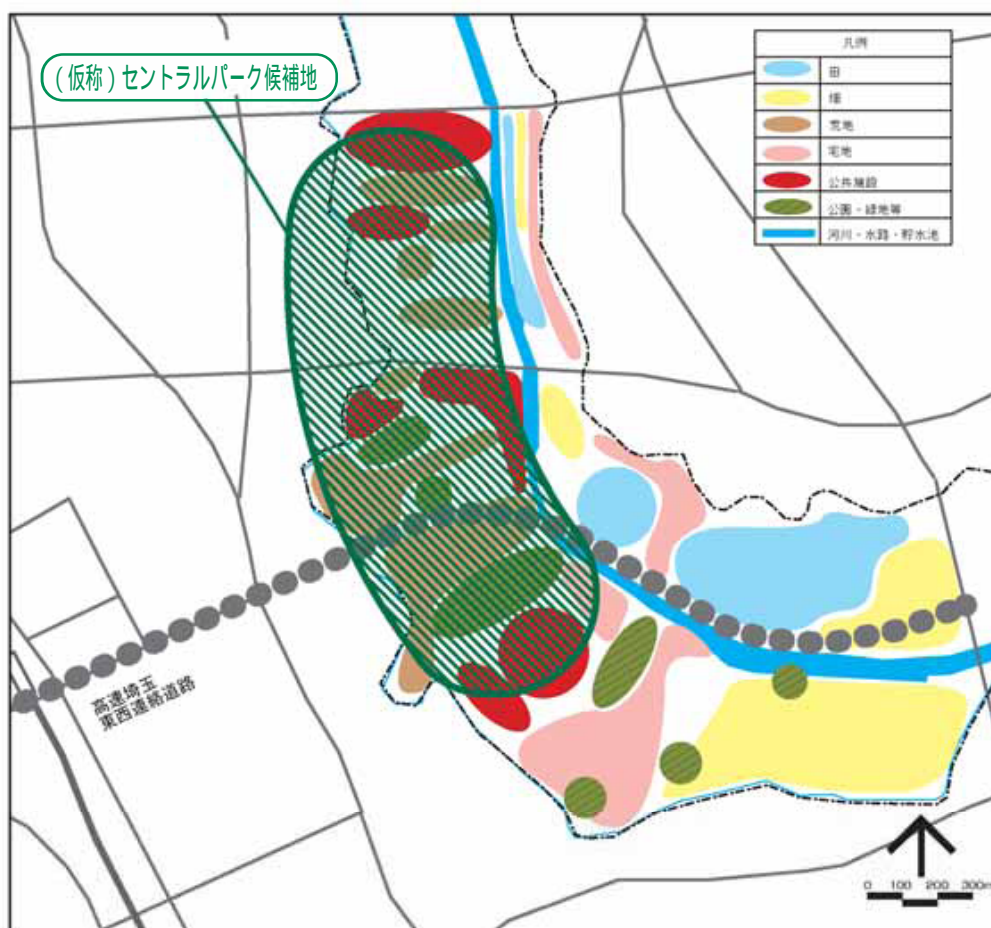 (仮称)セントラルパーク候補地
凡例
田
畑
荒地
宅地
公共施設
公園・緑地等
河川・水路・貯水池
高速埼玉
東西連絡道路
0 100 200 300m